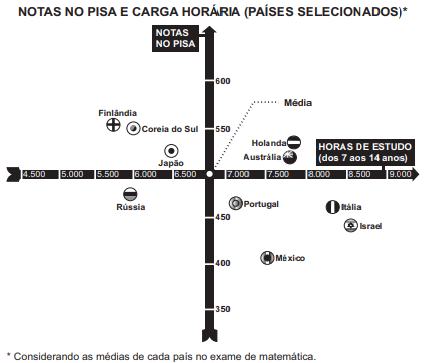 NOTAS NO PISA E CARGA HORÁRIA (PAÍSES SELECIONADOS)*
NOTAS
NO PISA
600
Média
Finlândia
550
Coreia do Sul
Holanda
HORAS DE ESTUDO
(dos 7 aos 14 anos)
Austrália
Japão
4.500 5.000 5.500 6.000 6.500 7.000 7.500 8.000 8.500 9.000
Rússia
Portugal
Itália
450
Israel
México
400
350
* Considerando as médias de cada país no exame de matemática.